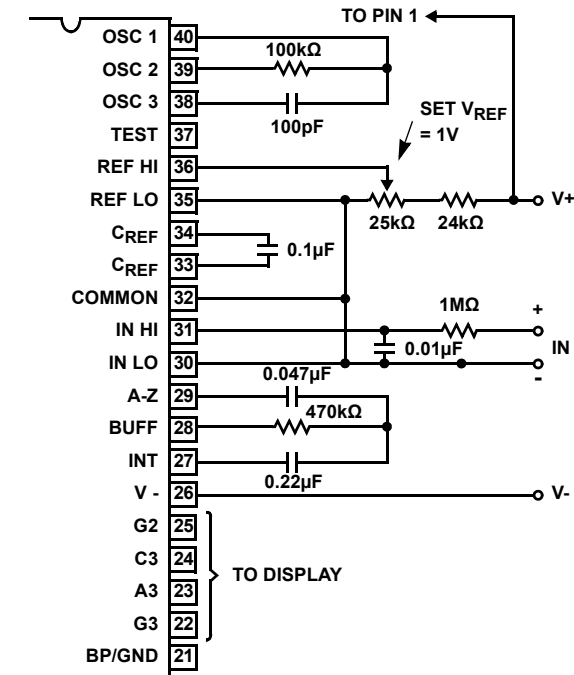 TO PIN 1
OSC 1 40
100kΩ
OSC 2 39
OSC 3 38
100pF
SET VREF
= 1V
TEST 37
REF HI 36
REF LO 35
V+
25kΩ 24kΩ
CREF 34
0.1µF
CREF 33
COMMON 32
1MΩ
+
IN HI 31
0.01µF
IN
IN LO 30
-
0.047µF
A-Z 29
470kΩ
BUFF 28
INT 27
0.22µF
V - 26
V-
G2 25
C3 24
TO DISPLAY
A3 23
G3 22
BP/GND 21